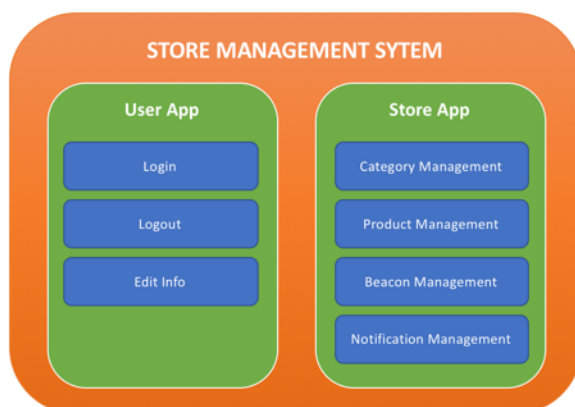 STORE MANAGEMENT SYTEM
User App
Login
Logout
Edit Info
Store App
Category Management
Product Management
Beacon Management
Notification Management